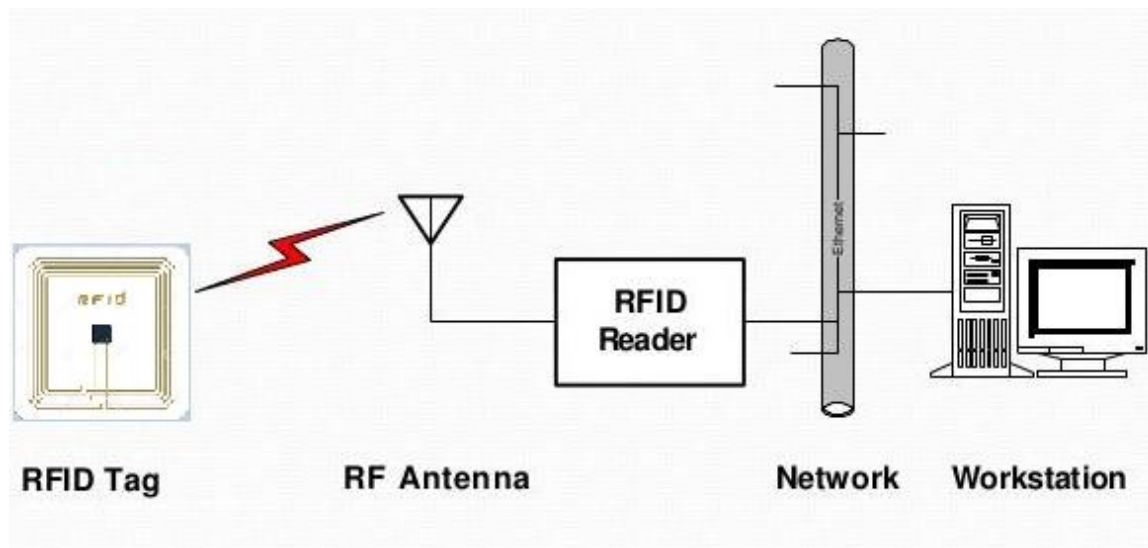 RFID
RFID
Reader
Ethernet
RFID Tag
RF Antenna
Network
Workstation